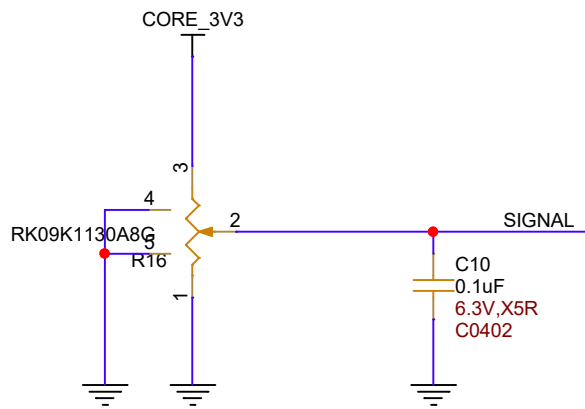 CORE_3V3
3
4
2
RK09K1130A8G
5
R16
SIGNAL
1
C10
0.1uF
6.3V,X5R
C0402